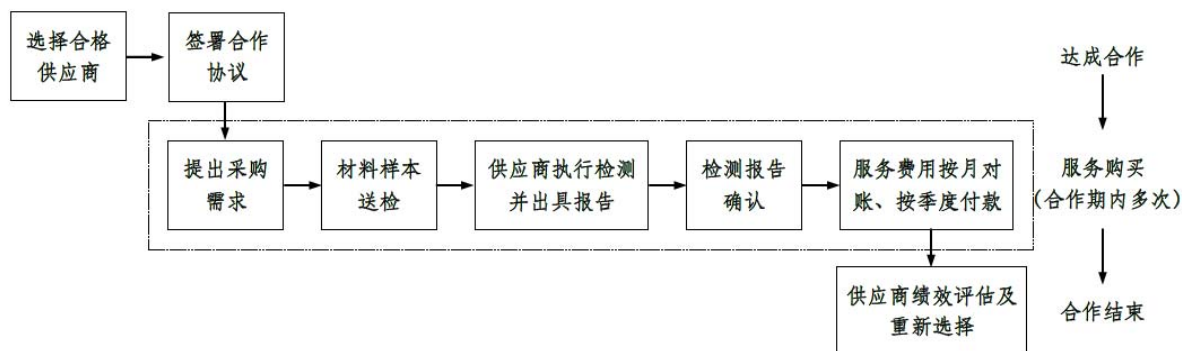 选择合格
供应商
签署合作
协议
达成合作
提出采购
需求
材料样本
送检
供应商执行检测
并出具报告
检测报告
确认
服务费用按月对
账、按季度付款
服务购买
（合作期内多次）
供应商绩效评估及
重新选择
合作结束